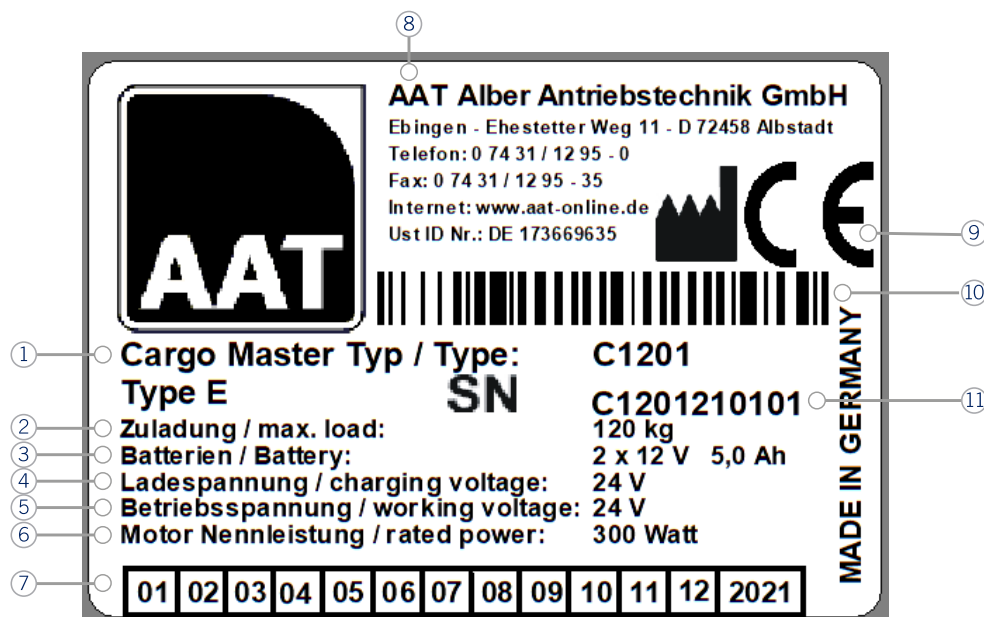 8
AAT Alber Antriebstechnik GmbH
Ebingen - Ehestetter Weg 11 - D 72458 Albstadt
Telefon: 0 74 31 / 12 95 - 0
Fax: 0 74 31 / 12 95 - 35
Internet: www.aat-online.de
Ust ID Nr.: DE 173669635
AAT
CE
9
10
MADE IN GERMANY
1 Cargo Master Typ / Type: C1201
Type E SN C1201210101 11
2 Zuladung / max. load: 120 kg
3 Batterien / Battery: 2 x 12 V 5,0 Ah
4 Ladespannung / charging voltage: 24 V
5 Betriebsspannung / working voltage: 24 V
6 Motor Nennleistung / rated power: 300 Watt
7 01 02 03 04 05 06 07 08 09 10 11 12 2021